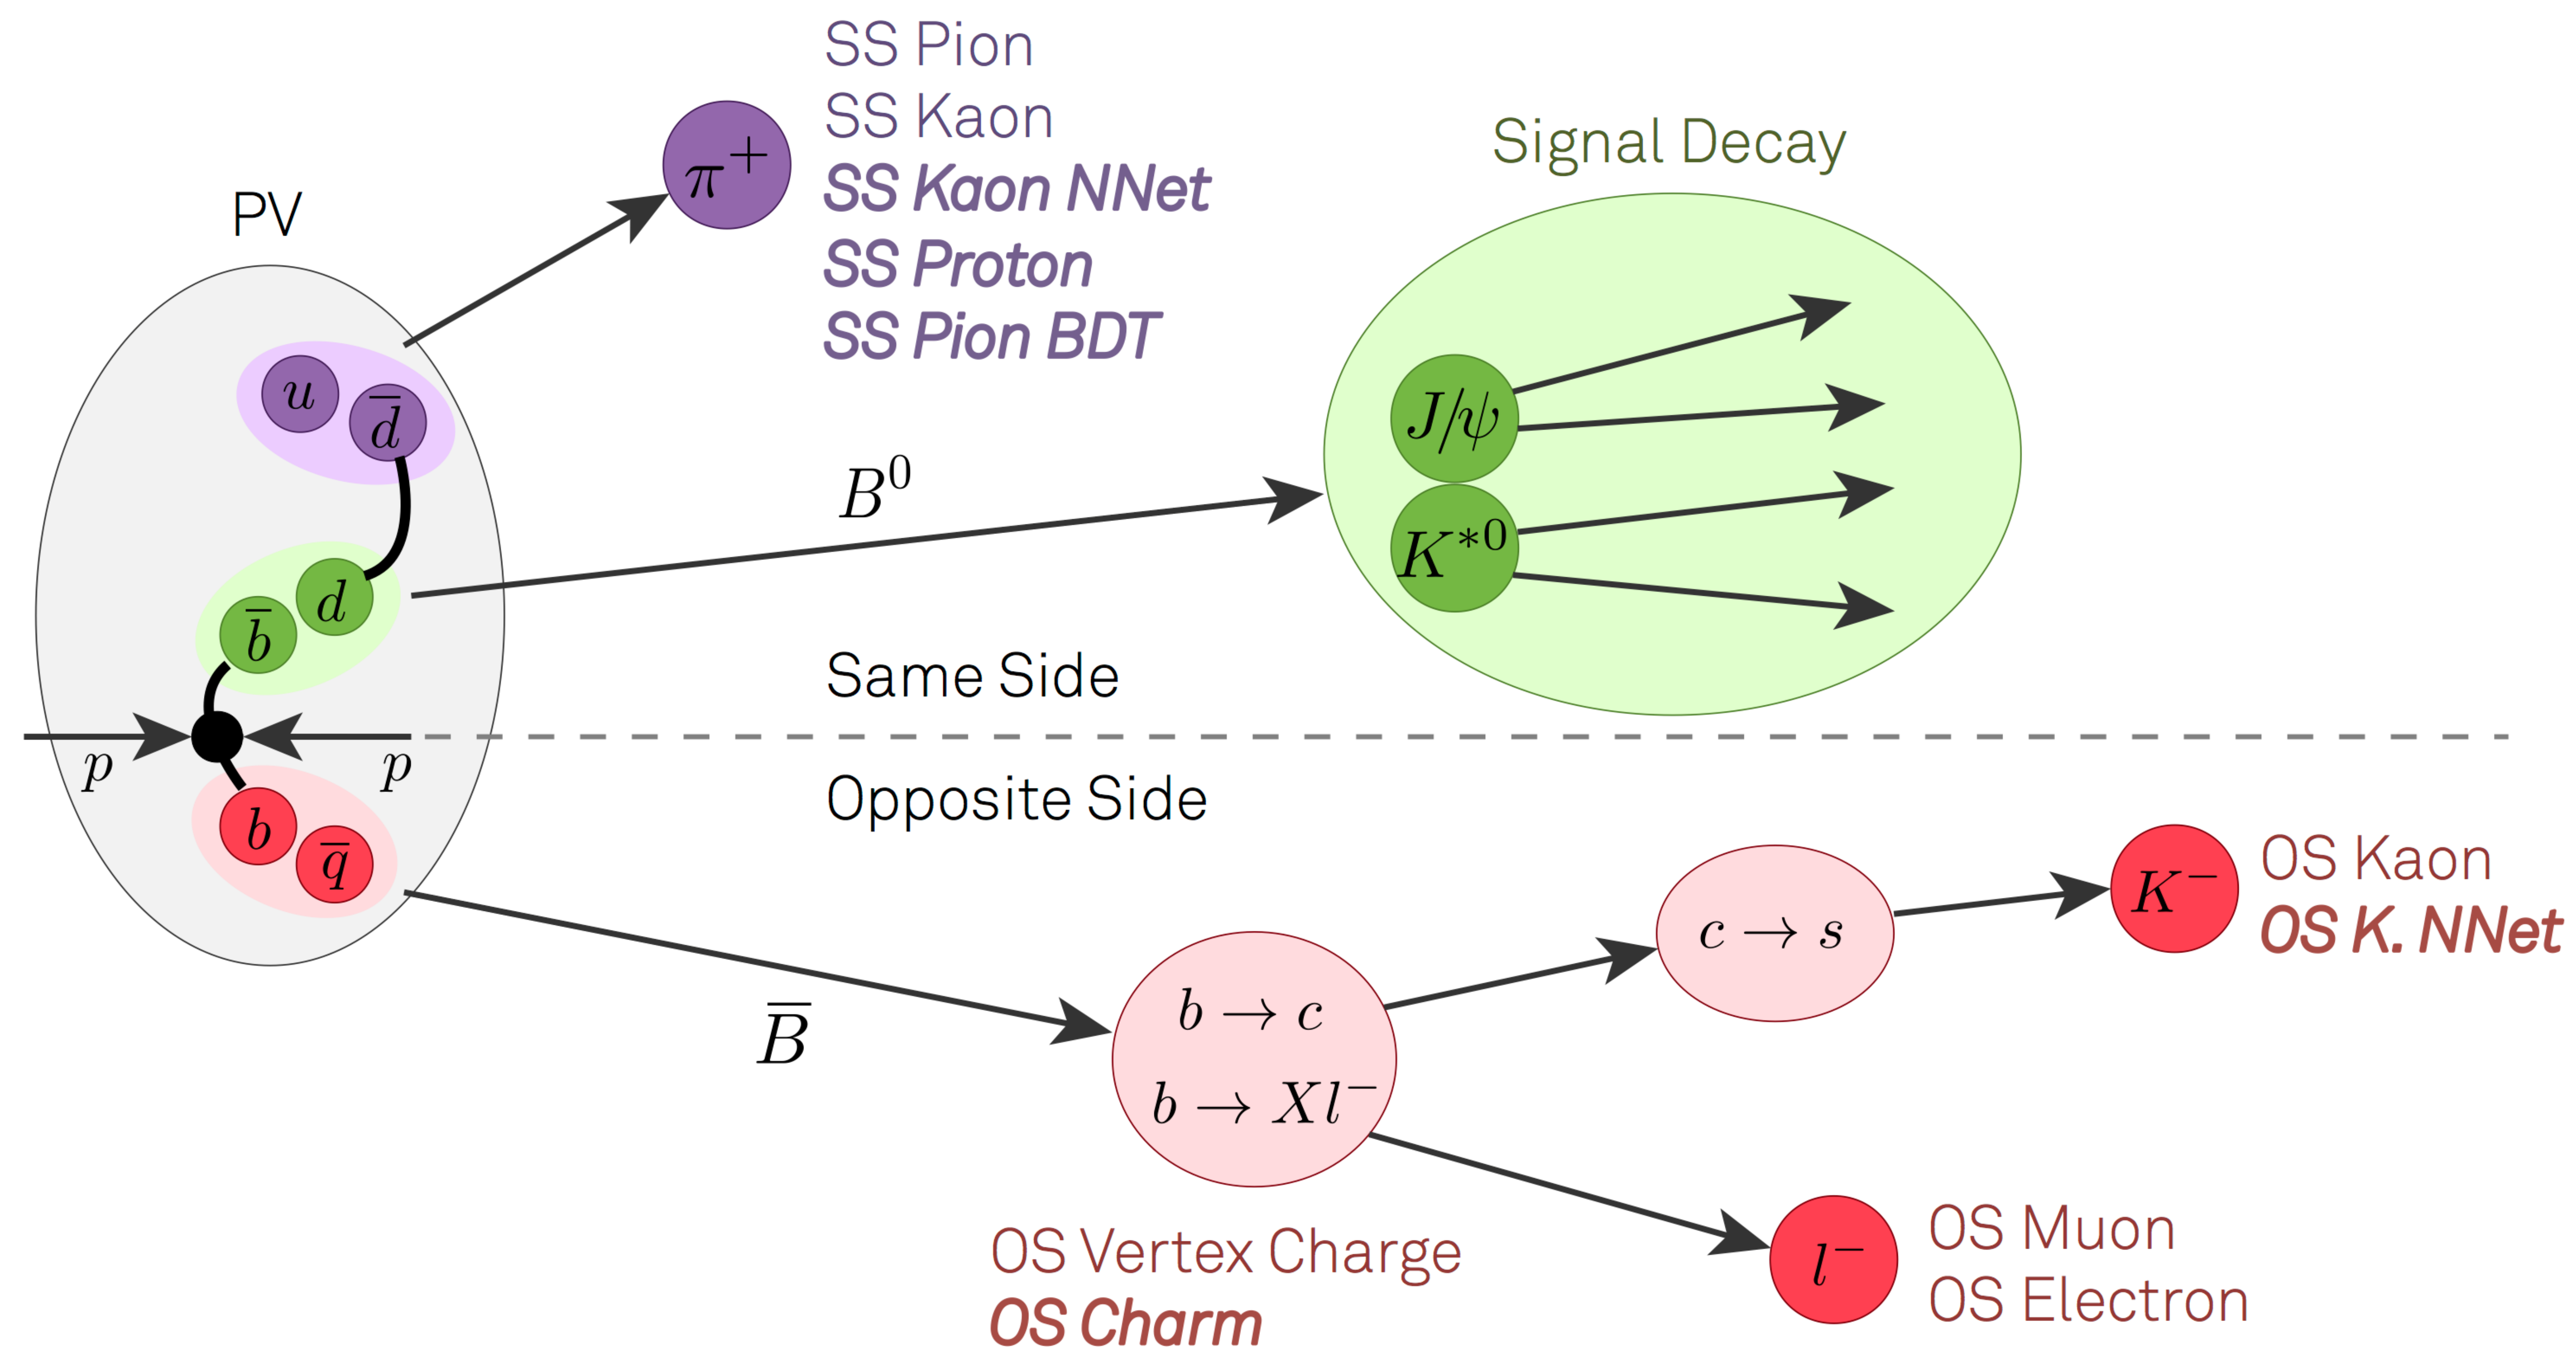 SS Pion
SS Kaon
SS Kaon NNet
SS Proton
SS Pion BDT
π⁺
PV
Signal Decay
u
d̅
J/ψ
B⁰
K*⁰
d
b̅
Same Side
p
p
Opposite Side
b
q̅
K⁻
OS Kaon
OS K. NNet
c → s
B̅
b → c
b → Xl⁻
OS Vertex Charge
OS Charm
l⁻
OS Muon
OS Electron